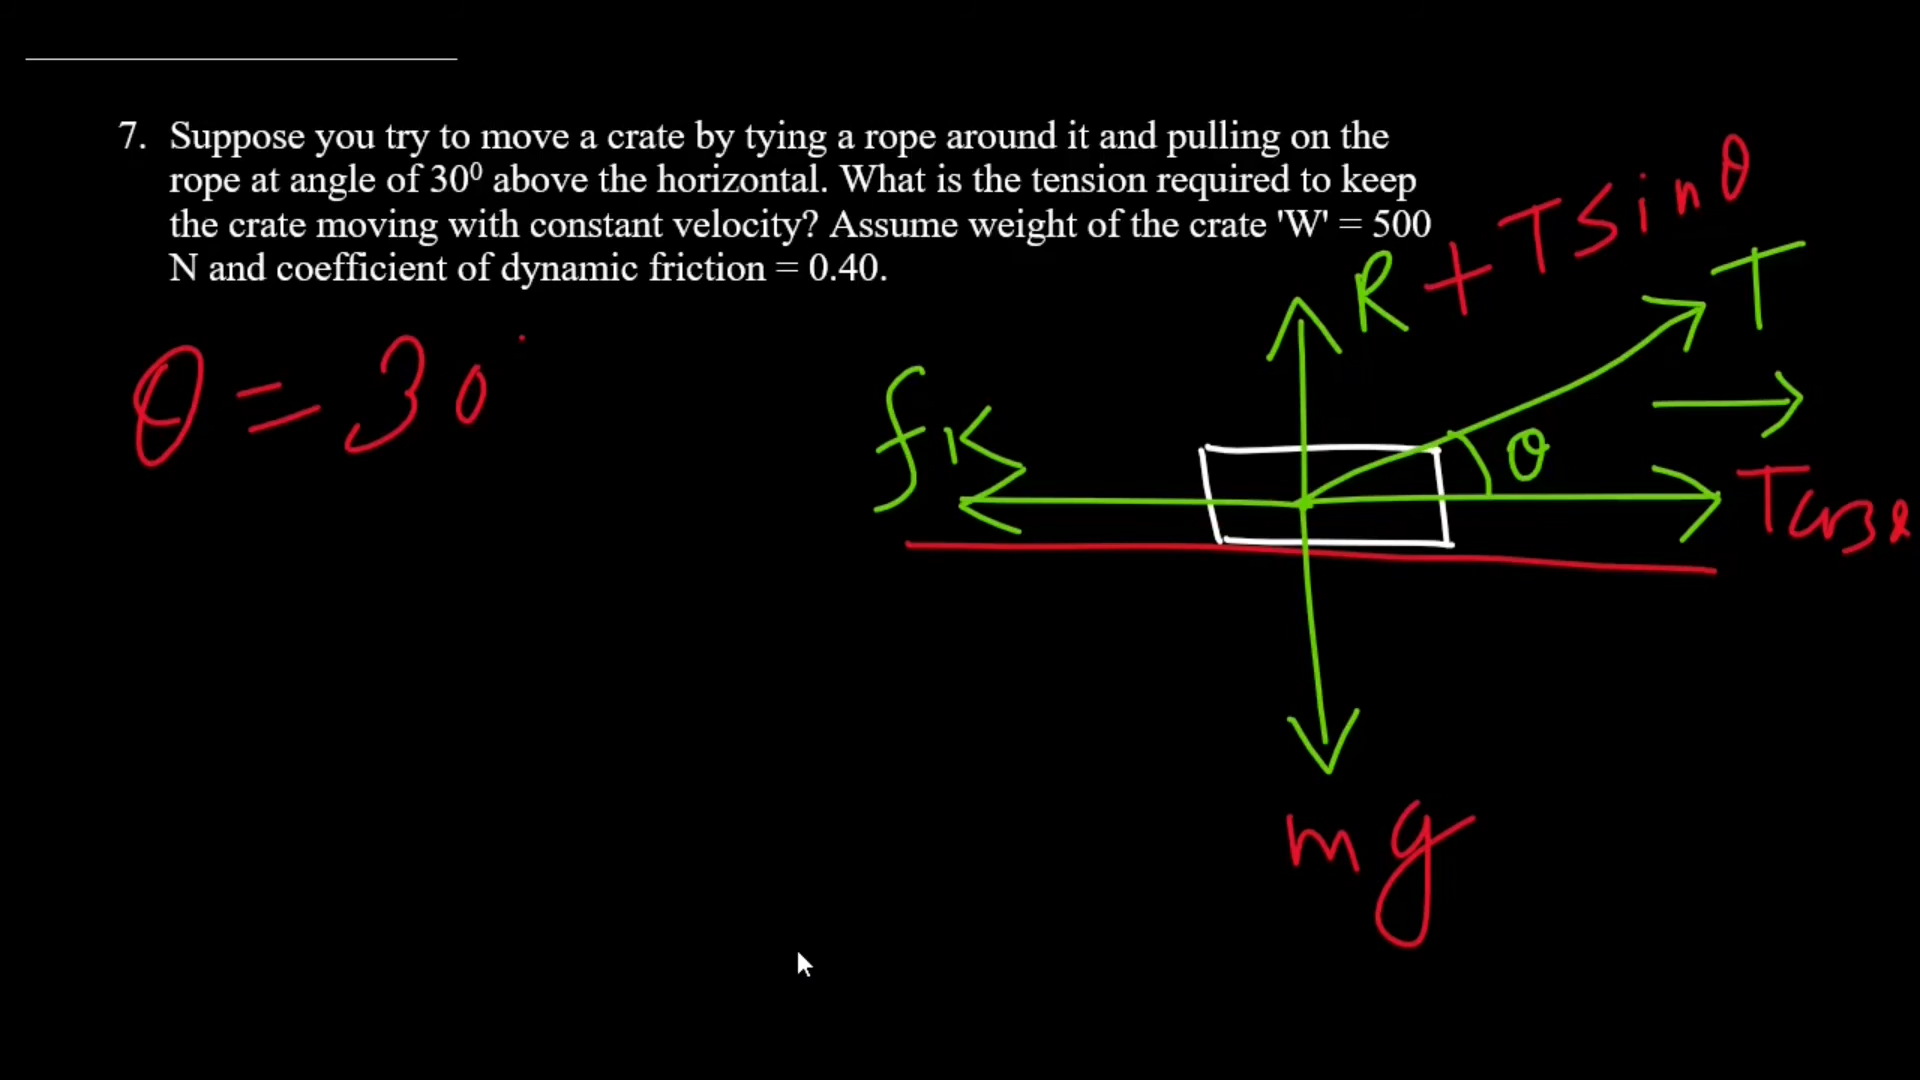 7. Suppose you try to move a crate by tying a rope around it and pulling on the
rope at angle of 30⁰ above the horizontal. What is the tension required to keep
the crate moving with constant velocity? Assume weight of the crate 'W' = 500
N and coefficient of dynamic friction = 0.40.
R + T sin θ
T
θ = 30°
fk
θ
T cos
mg